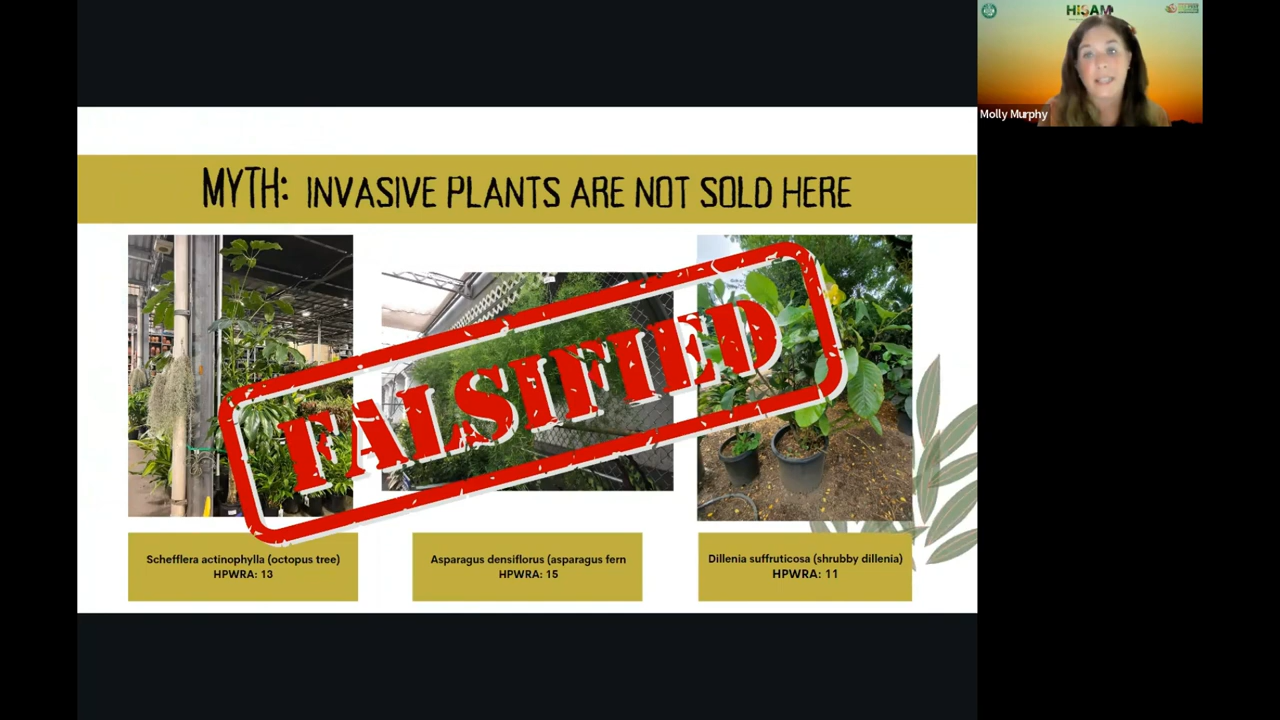 HISAM
Molly Murphy
MYTH: INVASIVE PLANTS ARE NOT SOLD HERE
FALSIFIED
Schefflera actinophylla (octopus tree)
HPWRA: 13
Asparagus densiflorus (asparagus fern
HPWRA: 15
Dillenia suffruticosa (shrubby dillenia)
HPWRA: 11